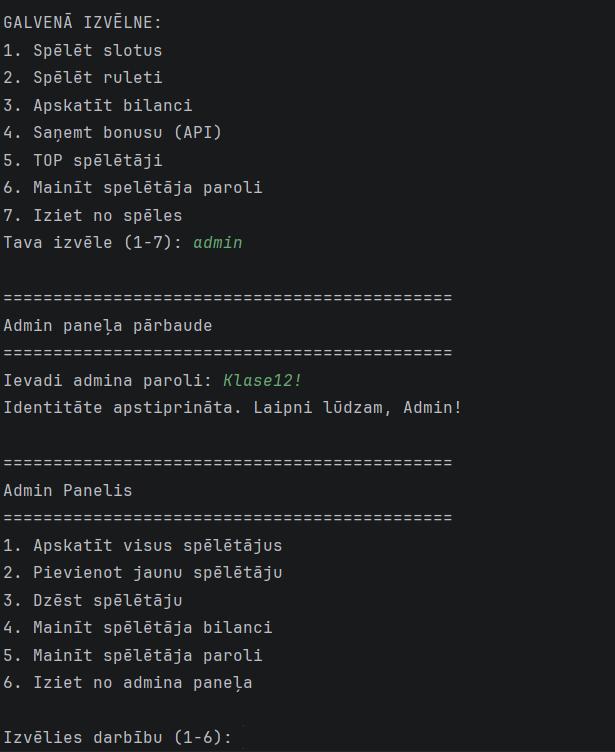 GALVENĀ IZVĒLNE:
1. Spēlēt slotus
2. Spēlēt ruleti
3. Apskatīt bilanci
4. Saņemt bonusu (API)
5. TOP spēlētāji
6. Mainīt spelētāja paroli
7. Iziet no spēles
Tava izvēle (1-7): admin
=============================================
Admin paneļa pārbaude
=============================================
Ievadi admina paroli: Klase12!
Identitāte apstiprināta. Laipni lūdzam, Admin!
=============================================
Admin Panelis
=============================================
1. Apskatīt visus spēlētājus
2. Pievienot jaunu spēlētāju
3. Dzēst spēlētāju
4. Mainīt spēlētāja bilanci
5. Mainīt spēlētāja paroli
6. Iziet no admina paneļa
Izvēlies darbību (1-6):